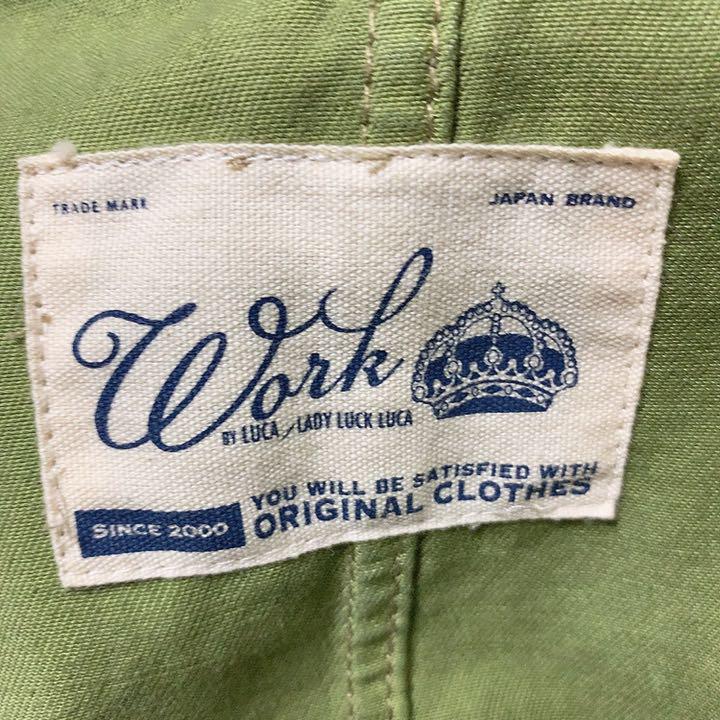 TRADE MARK
JAPAN BRAND
Work
BY LUCA/LADY LUCK LUCA
SINCE 2000
YOU WILL BE SATISFIED WITH
ORIGINAL CLOTHES